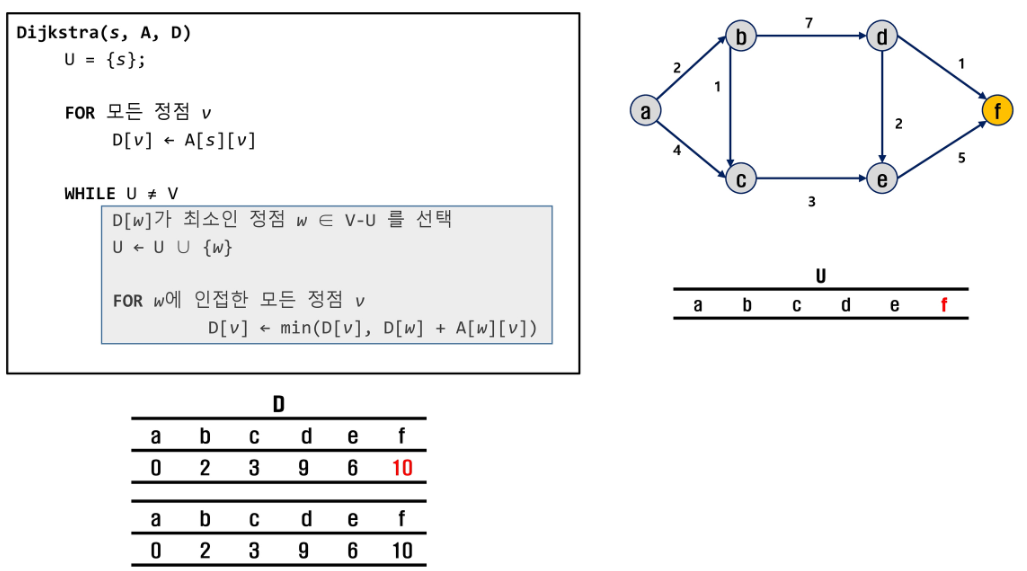 Dijkstra(s, A, D)
U = {s};
FOR 모든 정점 v
D[v] ← A[s][v]
WHILE U ≠ V
D[w]가 최소인 정점 w ∈ V-U 를 선택
U ← U ∪ {w}
FOR w에 인접한 모든 정점 v
D[v] ← min(D[v], D[w] + A[w][v])
7
b d
2 1 1
a 2 f
4 5
c e
3
U
a b c d e f
D
a b c d e f
0 2 3 9 6 10
a b c d e f
0 2 3 9 6 10